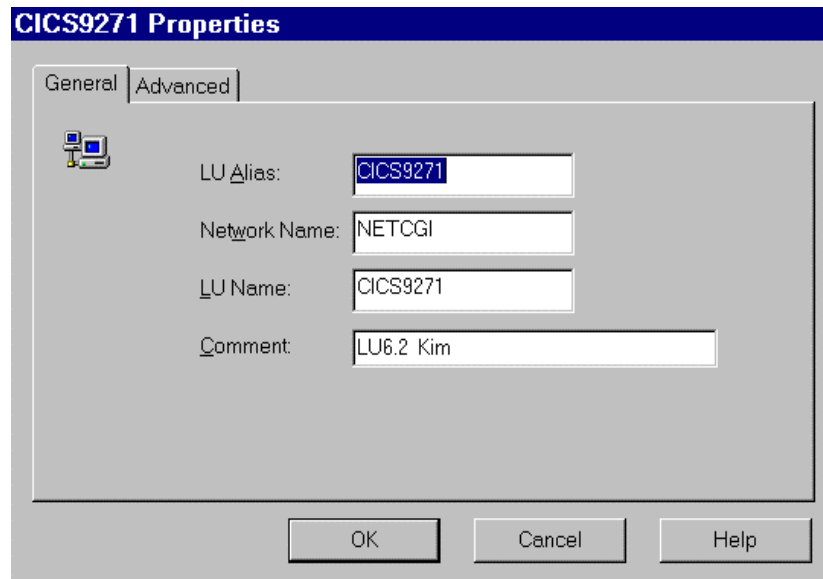 CICS9271 Properties
General Advanced
LU Alias: CICS9271
Network Name: NETCGI
LU Name: CICS9271
Comment: LU6.2 Kim
OK Cancel Help